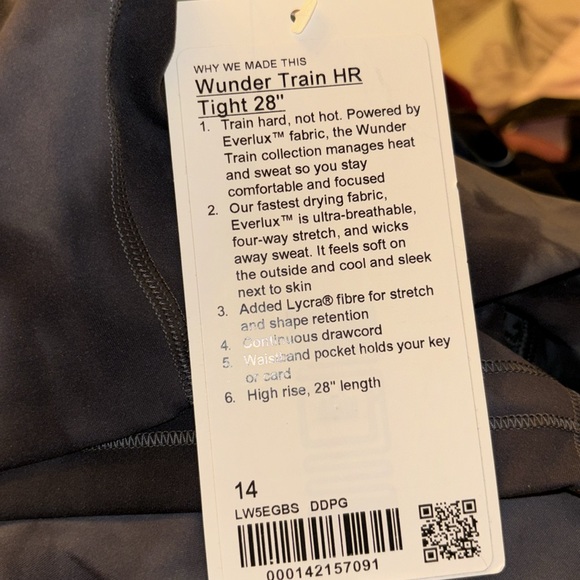 WHY WE MADE THIS
Wunder Train HR
Tight 28"
1. Train hard, not hot. Powered by
Everlux™ fabric, the Wunder
Train collection manages heat
and sweat so you stay
comfortable and focused
2. Our fastest drying fabric,
Everlux™ is ultra-breathable,
four-way stretch, and wicks
away sweat. It feels soft on
the outside and cool and sleek
next to skin
3. Added Lycra® fibre for stretch
and shape retention
4. Continuous drawcord
5. Waistband pocket holds your key
or card
6. High rise, 28" length
14
LW5EGBS DDPG
000142157091